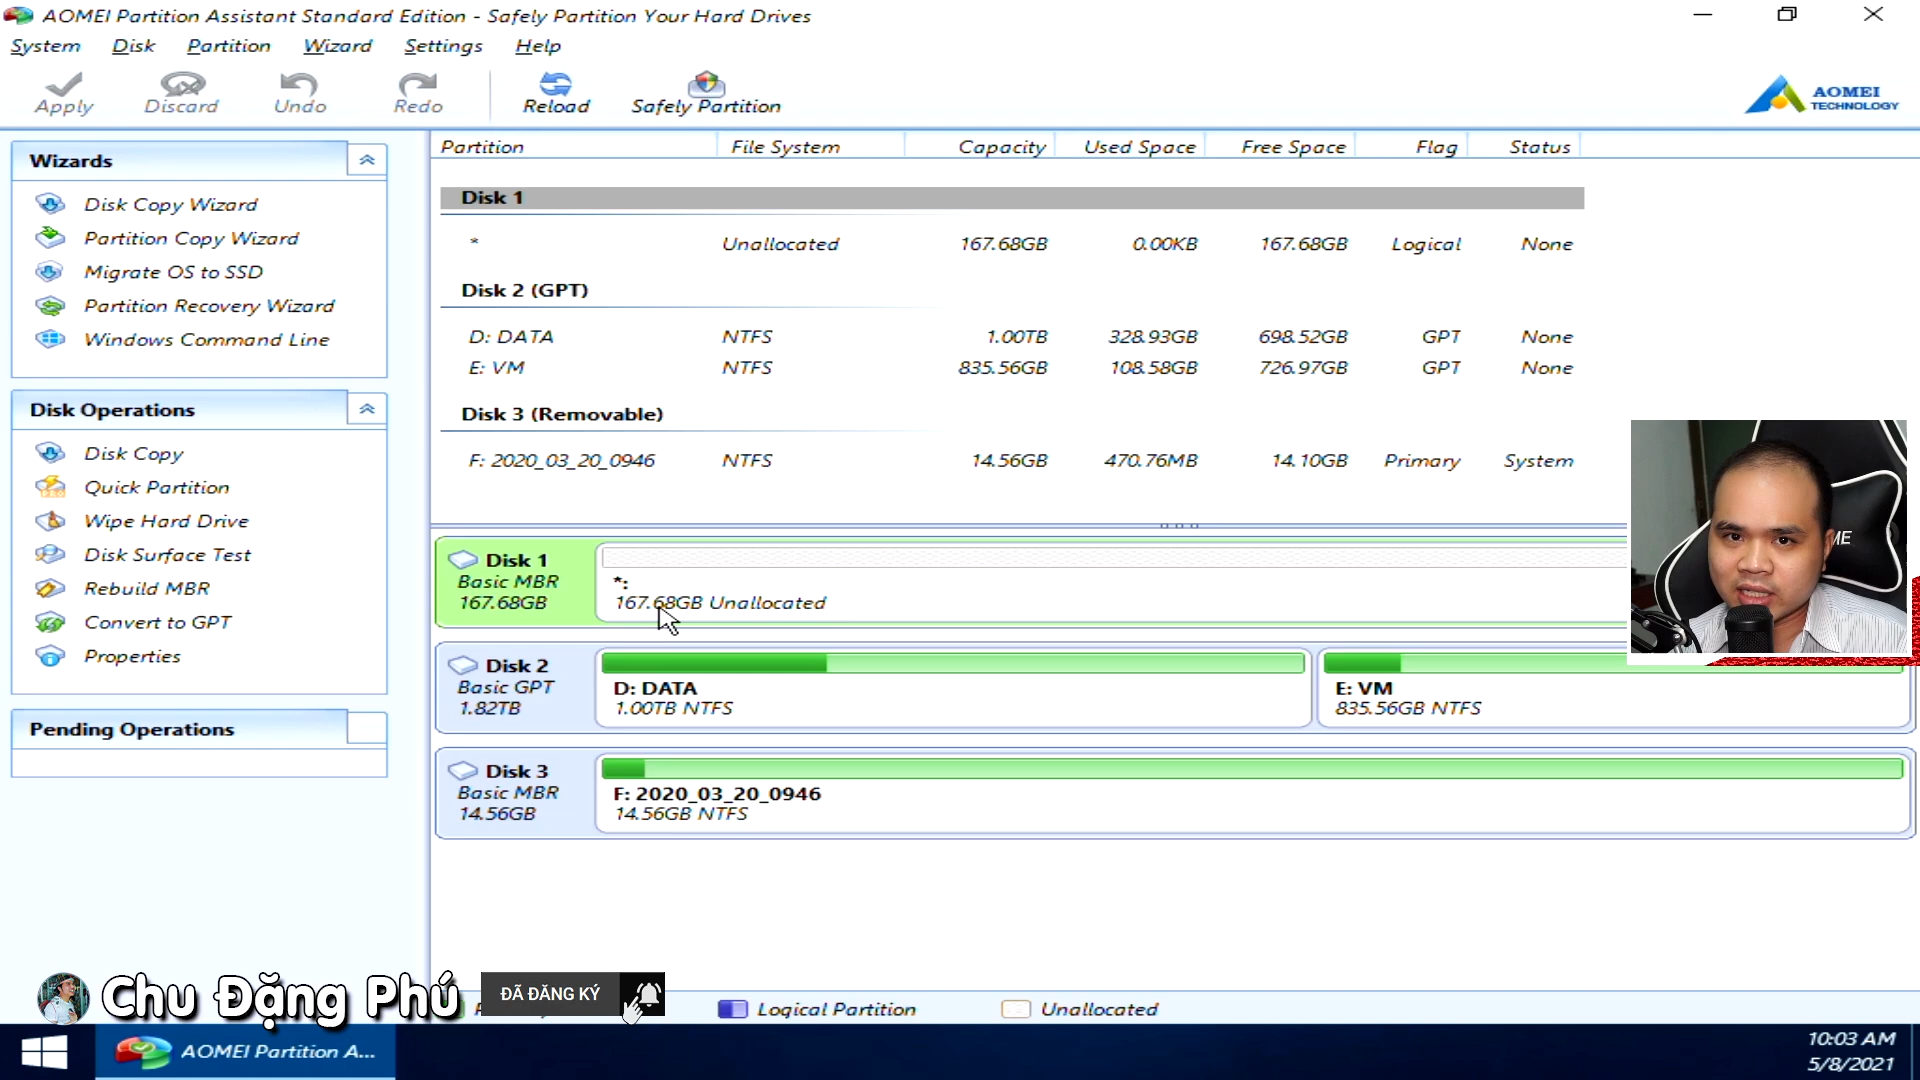 AOMEI Partition Assistant Standard Edition - Safely Partition Your Hard Drives
System Disk Partition Wizard Settings Help
Apply Discard Undo Redo Reload Safely Partition
AOMEI
TECHNOLOGY
Wizards
Disk Copy Wizard
Partition Copy Wizard
Migrate OS to SSD
Partition Recovery Wizard
Windows Command Line
Disk Operations
Disk Copy
Quick Partition
Wipe Hard Drive
Disk Surface Test
Rebuild MBR
Convert to GPT
Properties
Pending Operations
Partition File System Capacity Used Space Free Space Flag Status
Disk 1
* Unallocated 167.68GB 0.00KB 167.68GB Logical None
Disk 2 (GPT)
D: DATA NTFS 1.00TB 328.93GB 698.52GB GPT None
E: VM NTFS 835.56GB 108.58GB 726.97GB GPT None
Disk 3 (Removable)
F: 2020_03_20_0946 NTFS 14.56GB 470.76MB 14.10GB Primary System
Disk 1
Basic MBR
167.68GB
*:
167.68GB Unallocated
Disk 2
Basic GPT
1.82TB
D: DATA
1.00TB NTFS
E: VM
835.56GB NTFS
Disk 3
Basic MBR
14.56GB
F: 2020_03_20_0946
14.56GB NTFS
Chu Đặng Phú
ĐÃ ĐĂNG KÝ
Logical Partition
Unallocated
AOMEI Partition A...
10:03 AM
5/8/2021